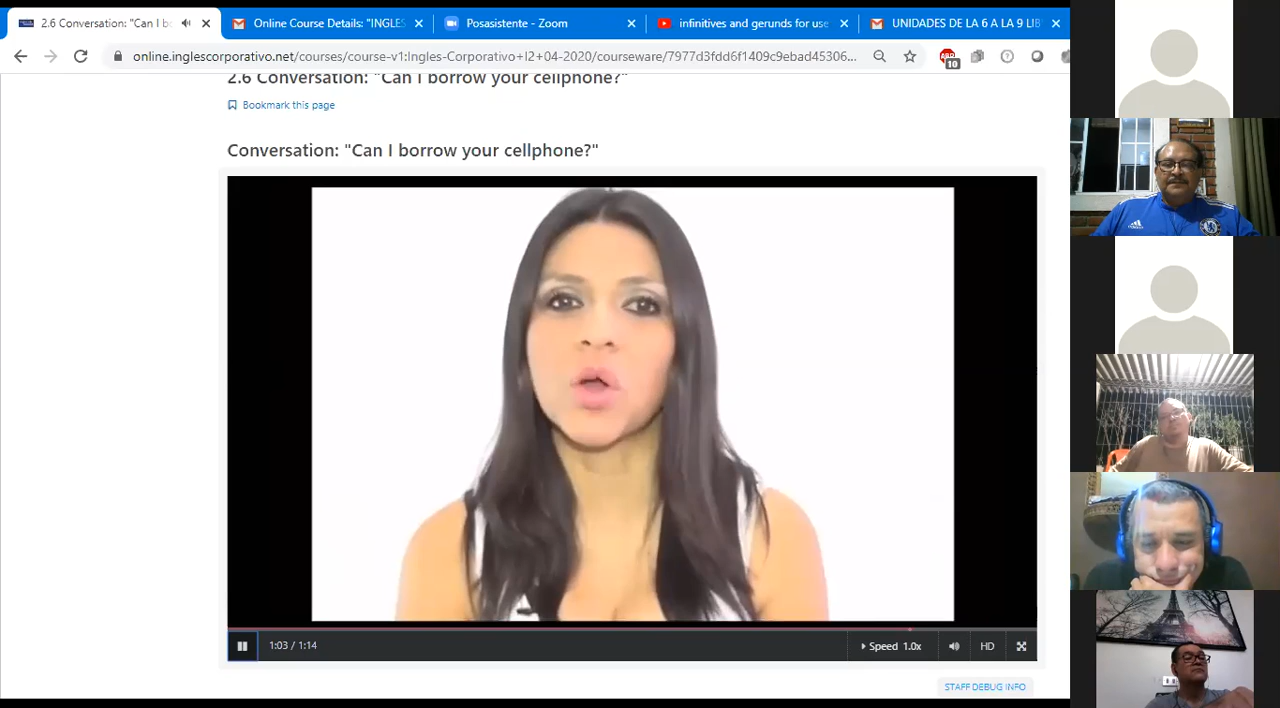 2.6 Conversation: "Can I bo
Online Course Details: "INGLES
Posasistente - Zoom
infinitives and gerunds for use
UNIDADES DE LA 6 A LA 9 LIB
online.inglescorporativo.net/courses/course-v1:Ingles-Corporativo+I2+04-2020/courseware/7977d3fdd6f1409c9ebad45306...
10
2.6 Conversation: "Can I borrow your cellphone?"
Bookmark this page
Conversation: "Can I borrow your cellphone?"
1:03 / 1:14
Speed 1.0x
HD
STAFF DEBUG INFO